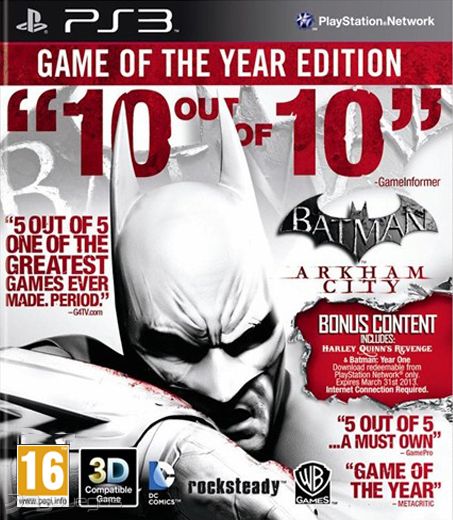 PS3
PlayStation®Network
GAME OF THE YEAR EDITION
"10 OUT OF 10"
-GameInformer
"5 OUT OF 5
ONE OF THE
GREATEST
GAMES EVER
MADE. PERIOD."
-G4TV.com
BATMAN
ARKHAM
CITY
BONUS CONTENT
INCLUDES:
HARLEY QUINN'S REVENGE
& Batman: Year One
Download redeemable from
PlayStation Network® only.
Expires March 31st 2013.
Internet Connection Required.
"5 OUT OF 5
...A MUST OWN"
– GamePro
"GAME OF
THE YEAR"
– METACRITIC
16
www.pegi.info
3D
Compatible
Game
DC
COMICS™
rocksteady™
WB
GAMES™